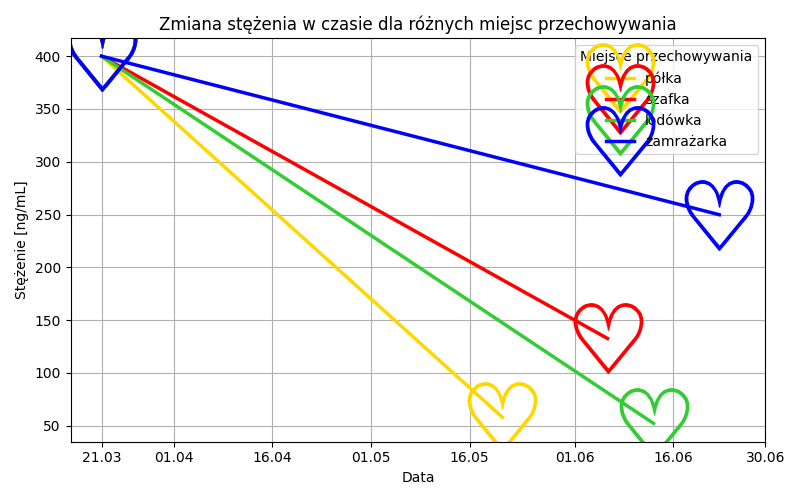 Zmiana stężenia w czasie dla różnych miejsc przechowywania
Stężenie [ng/mL]
400
350
300
250
200
150
100
50
Miejsce przechowywania
półka
szafka
lodówka
zamrażarka
21.03 01.04 16.04 01.05 16.05 01.06 16.06 30.06
Data